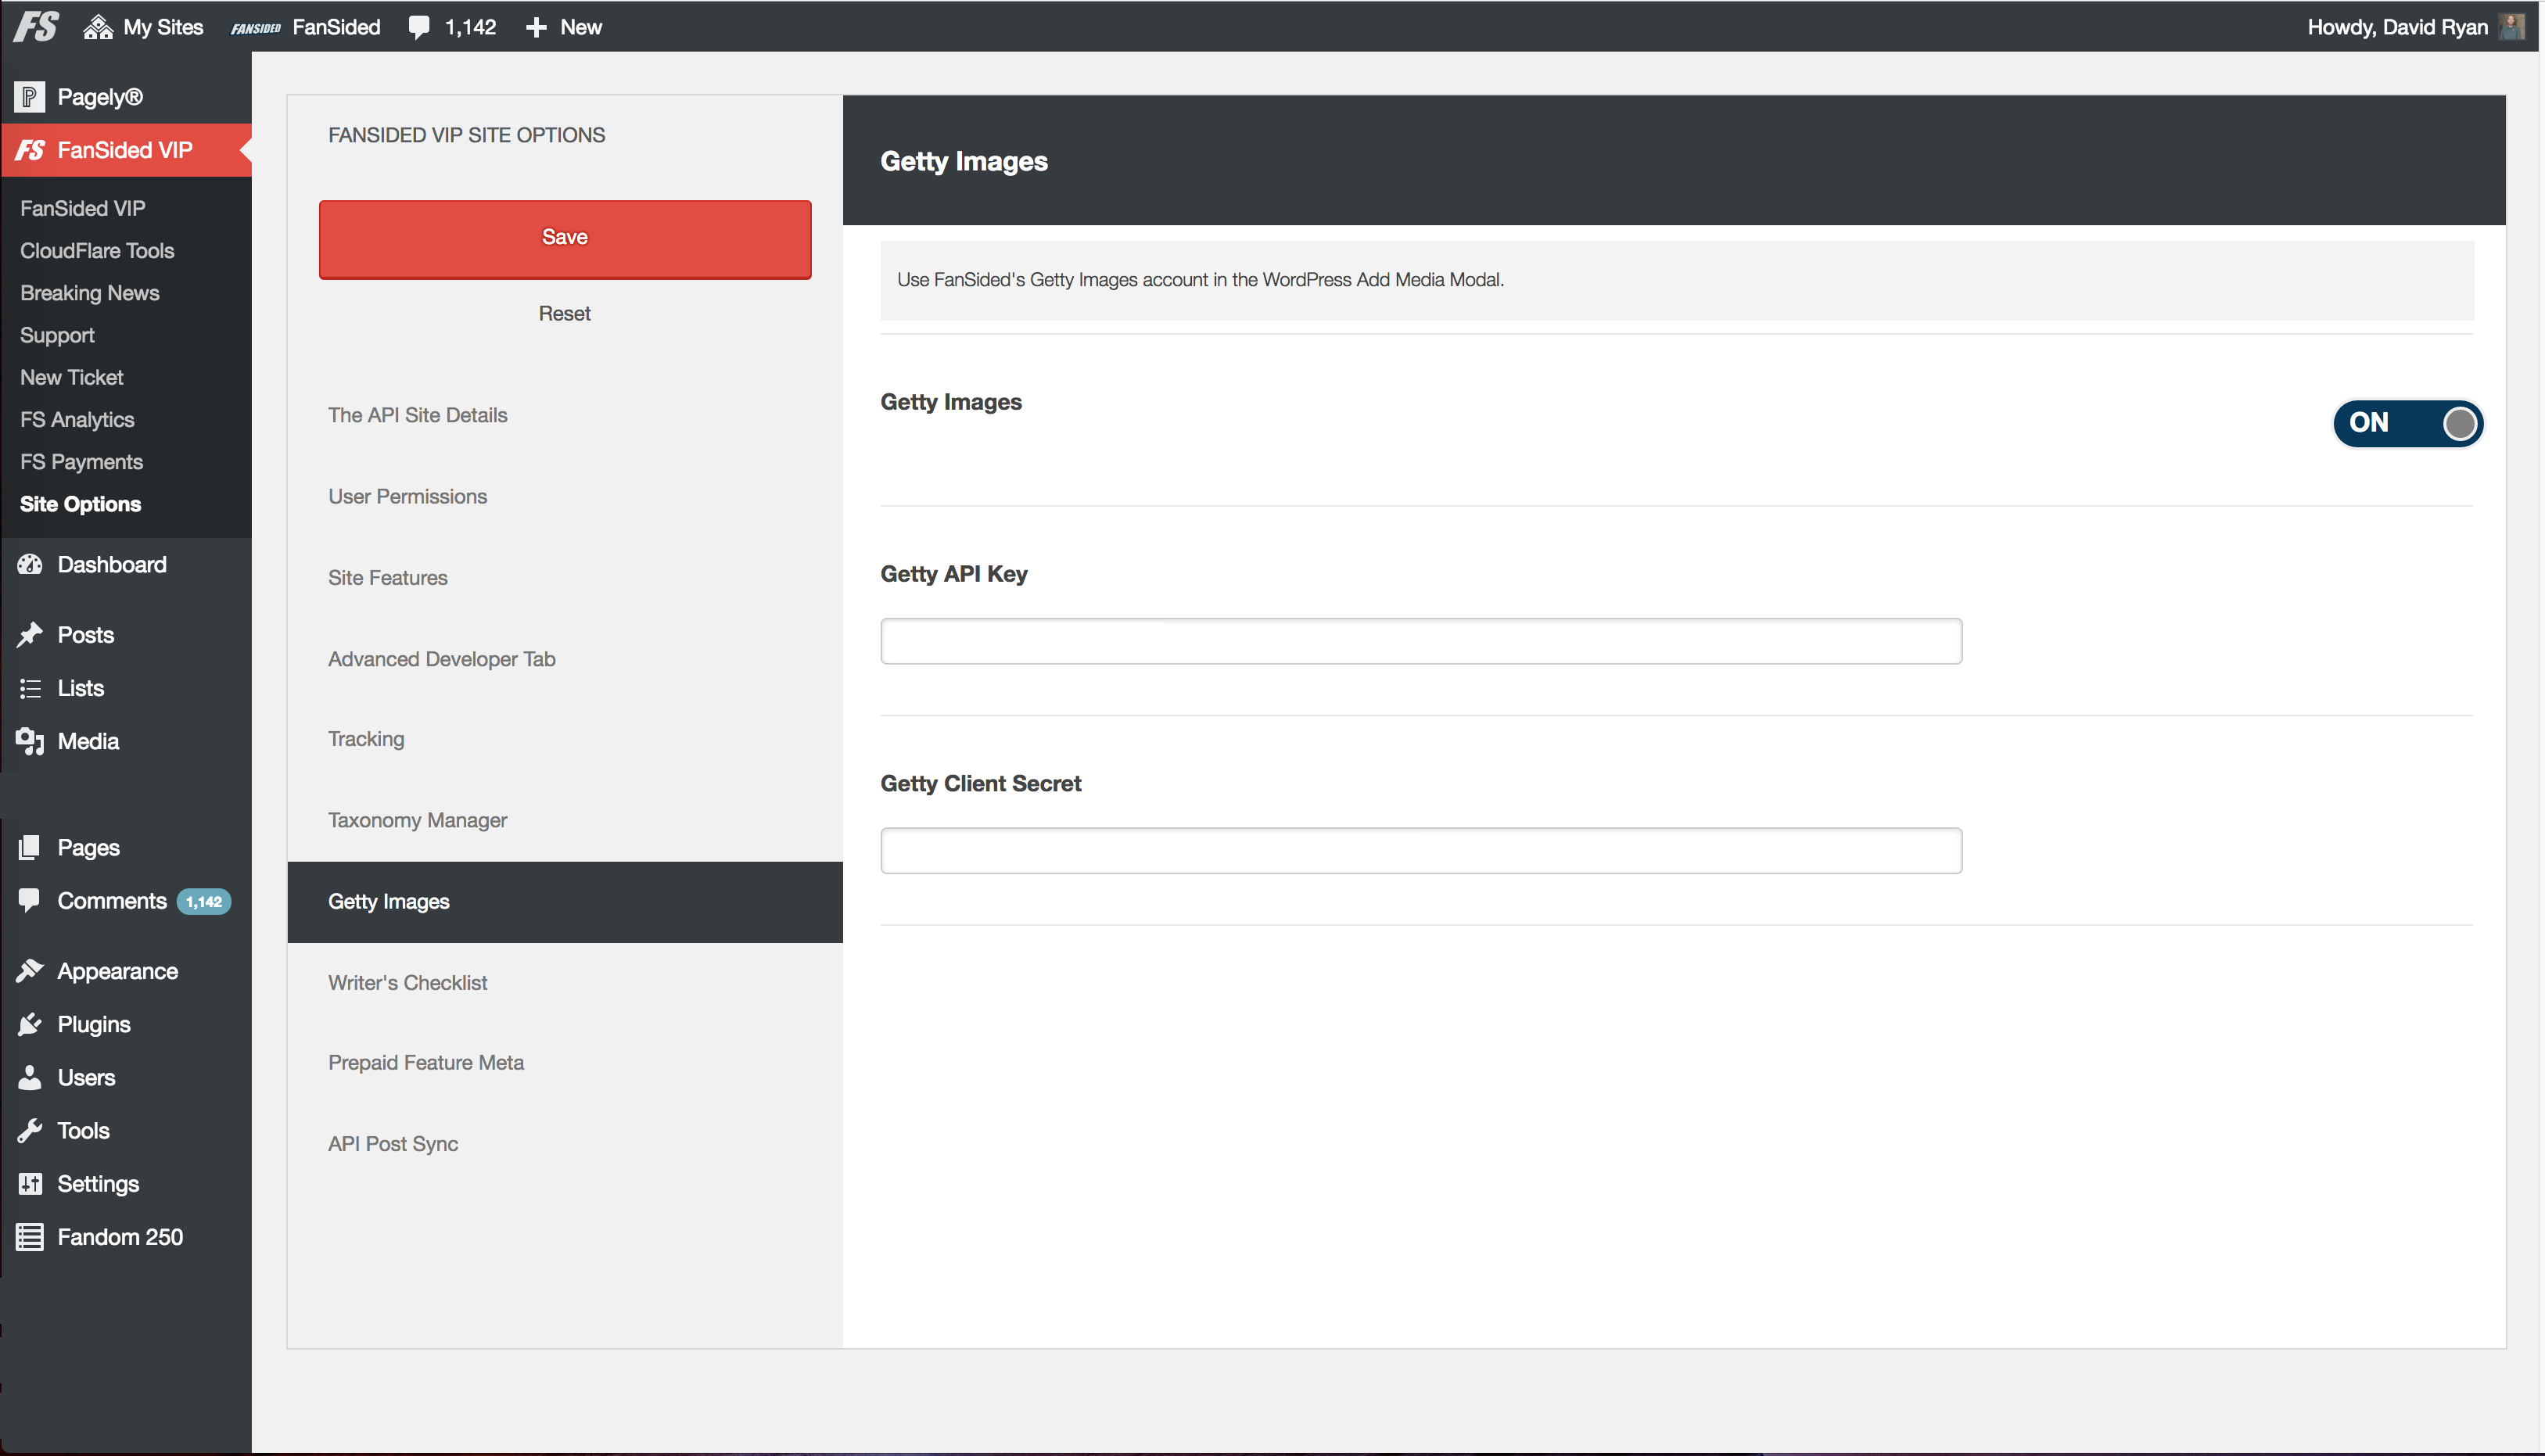 FS My Sites FANSIDED FanSided 1,142 New Howdy, David Ryan
Pagely®
FanSided VIP
FanSided VIP
CloudFlare Tools
Breaking News
Support
New Ticket
FS Analytics
FS Payments
Site Options
Dashboard
Posts
Lists
Media
Pages
Comments 1,142
Appearance
Plugins
Users
Tools
Settings
Fandom 250
FANSIDED VIP SITE OPTIONS
Save
Reset
The API Site Details
User Permissions
Site Features
Advanced Developer Tab
Tracking
Taxonomy Manager
Getty Images
Writer's Checklist
Prepaid Feature Meta
API Post Sync
Getty Images
Use FanSided's Getty Images account in the WordPress Add Media Modal.
Getty Images
ON
Getty API Key
Getty Client Secret